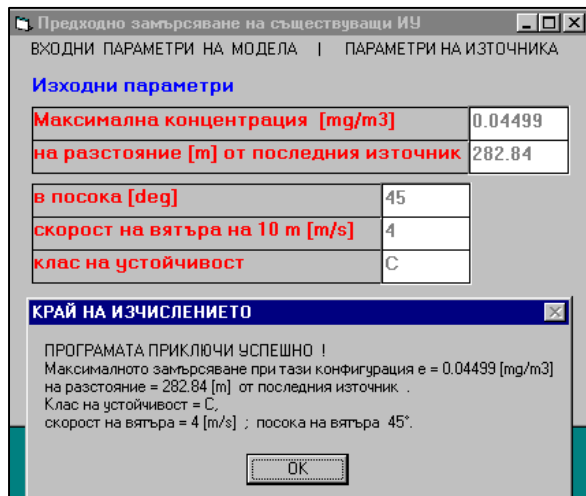 Предходно замърсяване на съществуващи ИУ
ВХОДНИ ПАРАМЕТРИ НА МОДЕЛА | ПАРАМЕТРИ НА ИЗТОЧНИКА
Изходни параметри
Максимална концентрация [mg/m3] 0.04499
на разстояние [m] от последния източник 282.84
в посока [deg] 45
скорост на вятъра на 10 m [m/s] 4
клас на устойчивост C
КРАЙ НА ИЗЧИСЛЕНИЕТО
ПРОГРАМАТА ПРИКЛЮЧИ УСПЕШНО !
Максималното замърсяване при тази конфигурация е = 0.04499 [mg/m3]
на разстояние = 282.84 [m] от последния източник .
Клас на устойчивост = C,
скорост на вятъра = 4 [m/s] ; посока на вятъра 45°.
OK